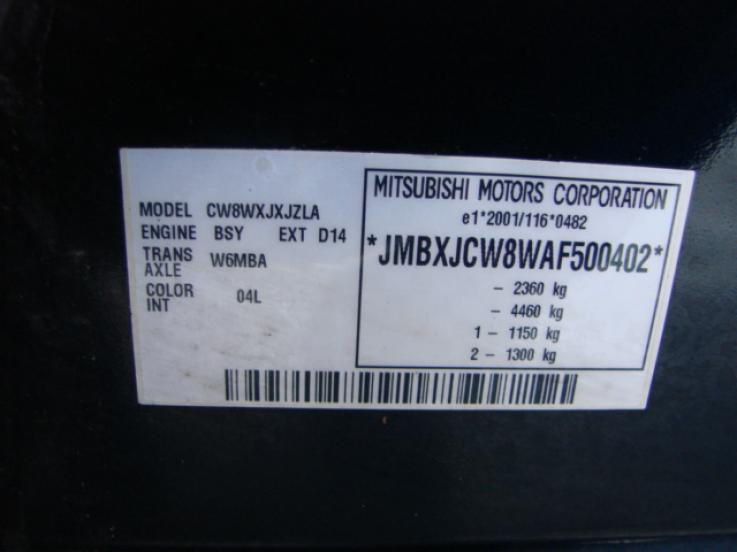 MODEL CW8WXJXJZLA
ENGINE BSY EXT D14
TRANS AXLE W6MBA
COLOR INT 04L
MITSUBISHI MOTORS CORPORATION
e1*2001/116*0482
*JMBXJCW8WAF500402*
- 2360 kg
- 4460 kg
1 - 1150 kg
2 - 1300 kg